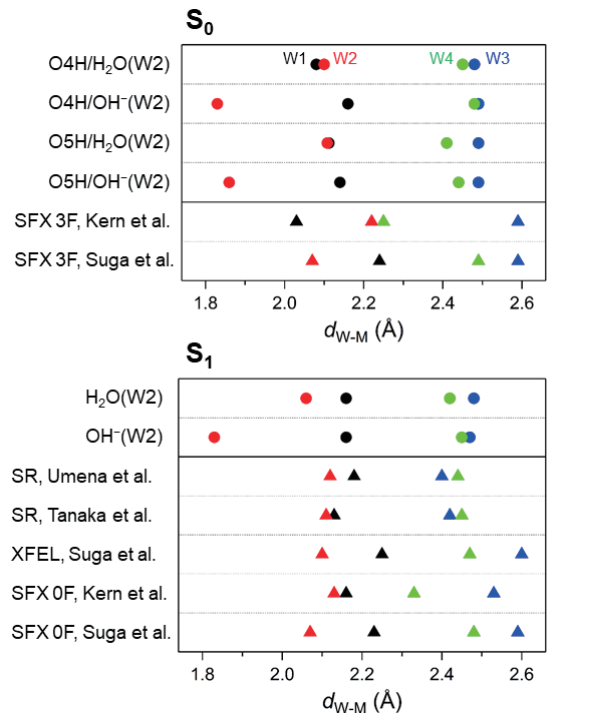 S₀
O4H/H₂O(W2)
W1 W2 W4 W3
O4H/OH⁻(W2)
O5H/H₂O(W2)
O5H/OH⁻(W2)
SFX 3F, Kern et al.
SFX 3F, Suga et al.
1.8 2.0 2.2 2.4 2.6
d_W-M (Å)
S₁
H₂O(W2)
OH⁻(W2)
SR, Umena et al.
SR, Tanaka et al.
XFEL, Suga et al.
SFX 0F, Kern et al.
SFX 0F, Suga et al.
1.8 2.0 2.2 2.4 2.6
d_W-M (Å)